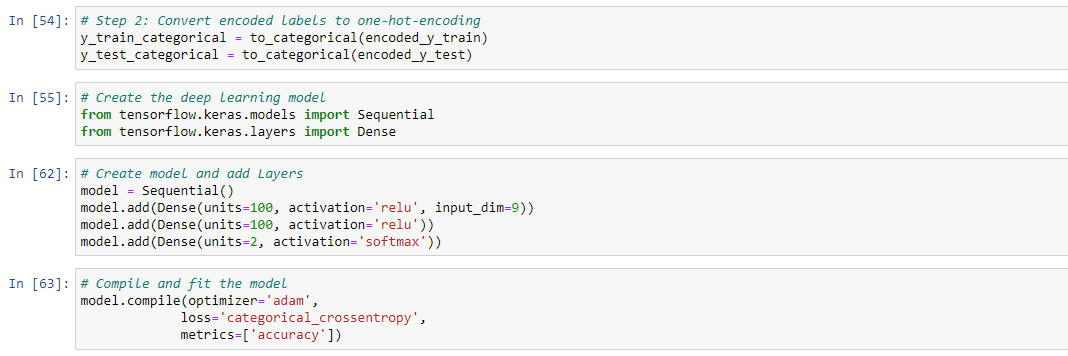 In [54]: # Step 2: Convert encoded labels to one-hot-encoding
y_train_categorical = to_categorical(encoded_y_train)
y_test_categorical = to_categorical(encoded_y_test)
In [55]: # Create the deep learning model
from tensorflow.keras.models import Sequential
from tensorflow.keras.layers import Dense
In [62]: # Create model and add Layers
model = Sequential()
model.add(Dense(units=100, activation='relu', input_dim=9))
model.add(Dense(units=100, activation='relu'))
model.add(Dense(units=2, activation='softmax'))
In [63]: # Compile and fit the model
model.compile(optimizer='adam',
loss='categorical_crossentropy',
metrics=['accuracy'])